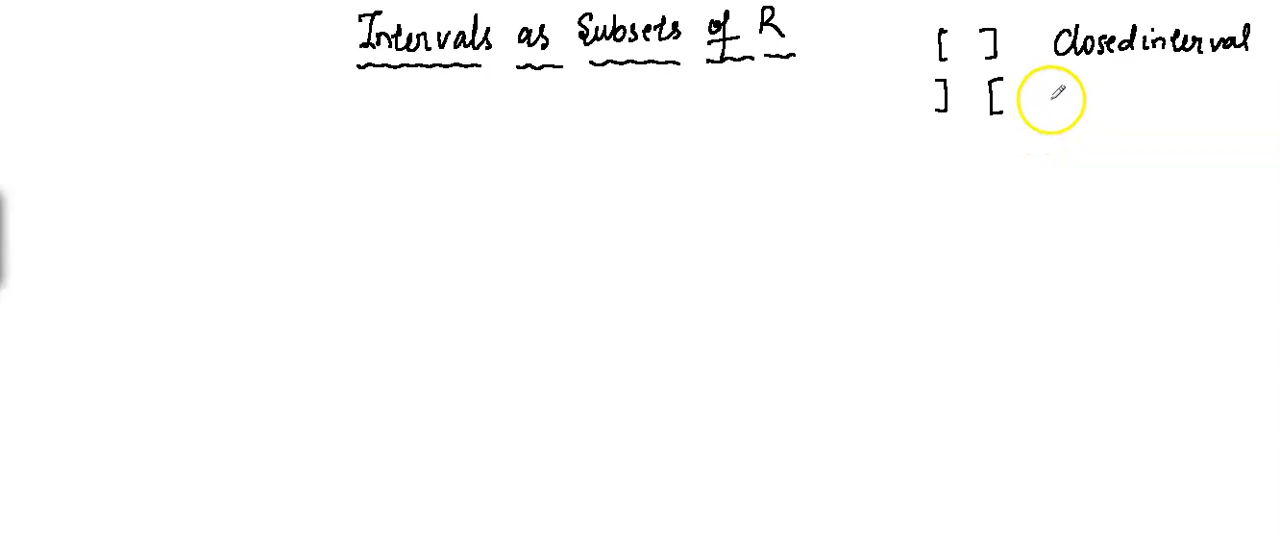 Intervals as Subsets of R
[ ] Closed interval
] [